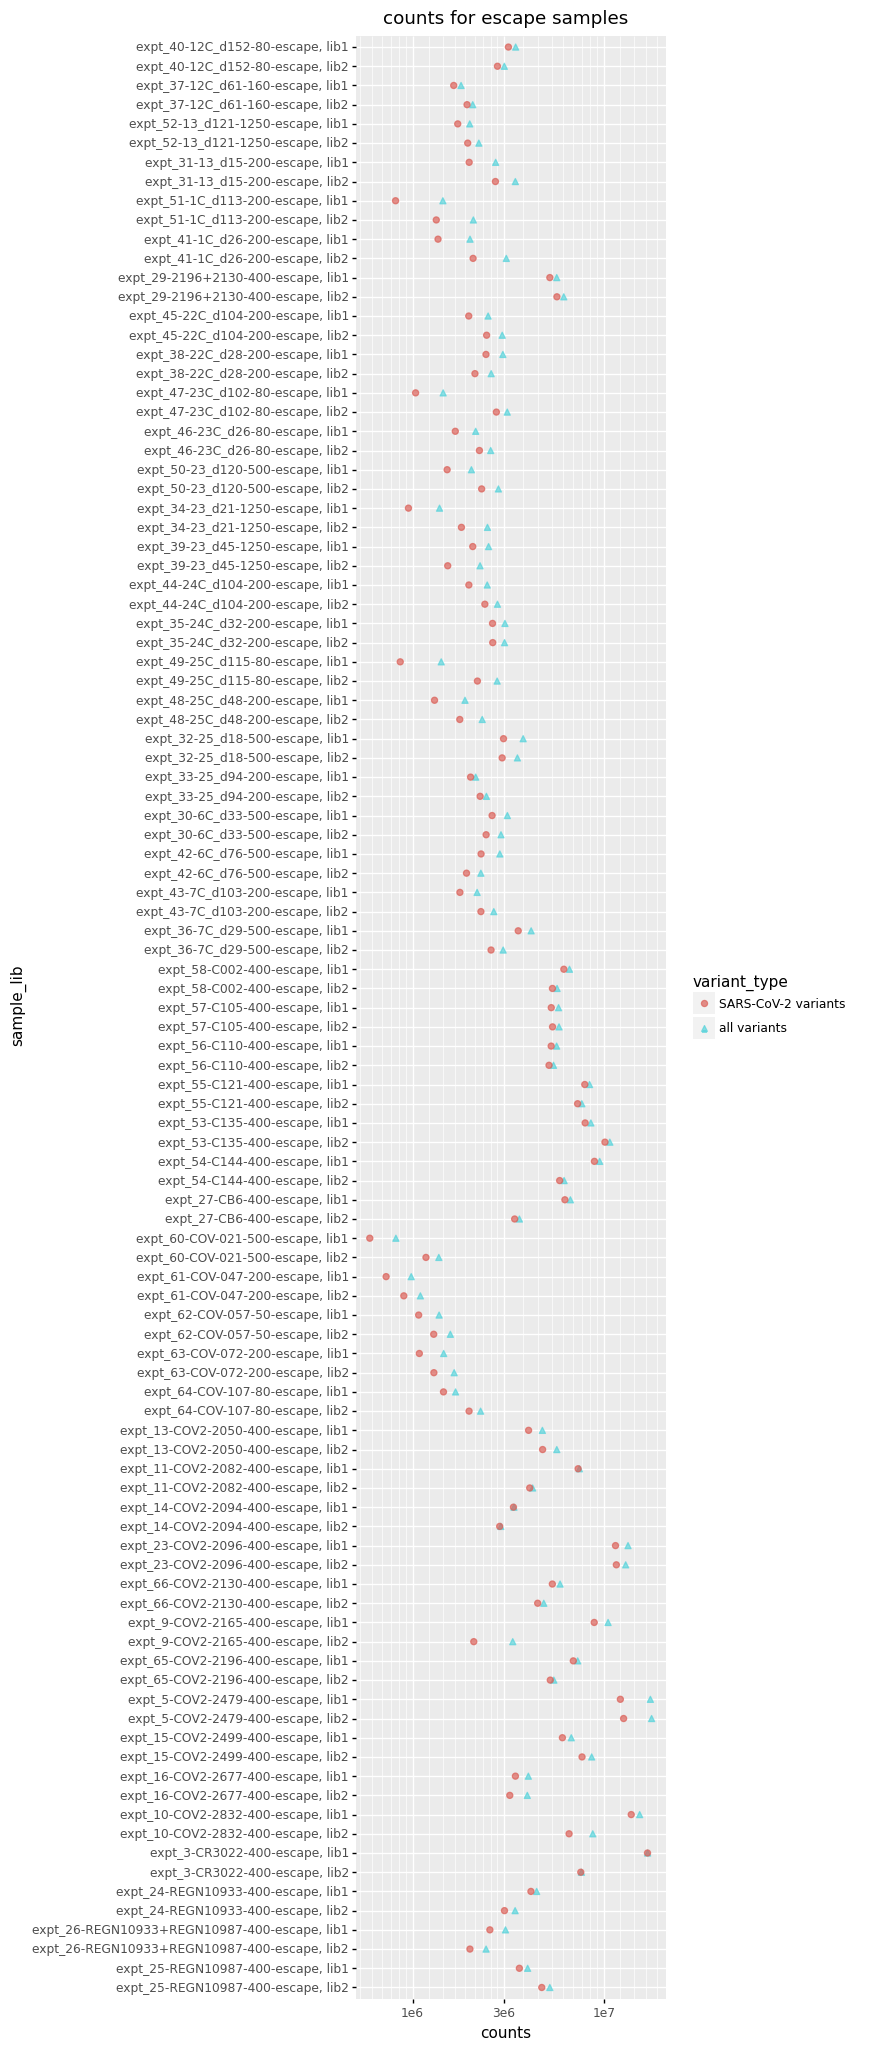 counts for escape samples
expt_40-12C_d152-80-escape, lib1
expt_40-12C_d152-80-escape, lib2
expt_37-12C_d61-160-escape, lib1
expt_37-12C_d61-160-escape, lib2
expt_52-13_d121-1250-escape, lib1
expt_52-13_d121-1250-escape, lib2
expt_31-13_d15-200-escape, lib1
expt_31-13_d15-200-escape, lib2
expt_51-1C_d113-200-escape, lib1
expt_51-1C_d113-200-escape, lib2
expt_41-1C_d26-200-escape, lib1
expt_41-1C_d26-200-escape, lib2
expt_29-2196+2130-400-escape, lib1
expt_29-2196+2130-400-escape, lib2
expt_45-22C_d104-200-escape, lib1
expt_45-22C_d104-200-escape, lib2
expt_38-22C_d28-200-escape, lib1
expt_38-22C_d28-200-escape, lib2
expt_47-23C_d102-80-escape, lib1
expt_47-23C_d102-80-escape, lib2
expt_46-23C_d26-80-escape, lib1
expt_46-23C_d26-80-escape, lib2
expt_50-23_d120-500-escape, lib1
expt_50-23_d120-500-escape, lib2
expt_34-23_d21-1250-escape, lib1
expt_34-23_d21-1250-escape, lib2
expt_39-23_d45-1250-escape, lib1
expt_39-23_d45-1250-escape, lib2
expt_44-24C_d104-200-escape, lib1
expt_44-24C_d104-200-escape, lib2
expt_35-24C_d32-200-escape, lib1
expt_35-24C_d32-200-escape, lib2
expt_49-25C_d115-80-escape, lib1
expt_49-25C_d115-80-escape, lib2
expt_48-25C_d48-200-escape, lib1
expt_48-25C_d48-200-escape, lib2
expt_32-25_d18-500-escape, lib1
expt_32-25_d18-500-escape, lib2
expt_33-25_d94-200-escape, lib1
expt_33-25_d94-200-escape, lib2
expt_30-6C_d33-500-escape, lib1
expt_30-6C_d33-500-escape, lib2
expt_42-6C_d76-500-escape, lib1
expt_42-6C_d76-500-escape, lib2
expt_43-7C_d103-200-escape, lib1
expt_43-7C_d103-200-escape, lib2
expt_36-7C_d29-500-escape, lib1
expt_36-7C_d29-500-escape, lib2
expt_58-C002-400-escape, lib1
expt_58-C002-400-escape, lib2
expt_57-C105-400-escape, lib1
expt_57-C105-400-escape, lib2
expt_56-C110-400-escape, lib1
expt_56-C110-400-escape, lib2
expt_55-C121-400-escape, lib1
expt_55-C121-400-escape, lib2
expt_53-C135-400-escape, lib1
expt_53-C135-400-escape, lib2
expt_54-C144-400-escape, lib1
expt_54-C144-400-escape, lib2
expt_27-CB6-400-escape, lib1
expt_27-CB6-400-escape, lib2
expt_60-COV-021-500-escape, lib1
expt_60-COV-021-500-escape, lib2
expt_61-COV-047-200-escape, lib1
expt_61-COV-047-200-escape, lib2
expt_62-COV-057-50-escape, lib1
expt_62-COV-057-50-escape, lib2
expt_63-COV-072-200-escape, lib1
expt_63-COV-072-200-escape, lib2
expt_64-COV-107-80-escape, lib1
expt_64-COV-107-80-escape, lib2
expt_13-COV2-2050-400-escape, lib1
expt_13-COV2-2050-400-escape, lib2
expt_11-COV2-2082-400-escape, lib1
expt_11-COV2-2082-400-escape, lib2
expt_14-COV2-2094-400-escape, lib1
expt_14-COV2-2094-400-escape, lib2
expt_23-COV2-2096-400-escape, lib1
expt_23-COV2-2096-400-escape, lib2
expt_66-COV2-2130-400-escape, lib1
expt_66-COV2-2130-400-escape, lib2
expt_9-COV2-2165-400-escape, lib1
expt_9-COV2-2165-400-escape, lib2
expt_65-COV2-2196-400-escape, lib1
expt_65-COV2-2196-400-escape, lib2
expt_5-COV2-2479-400-escape, lib1
expt_5-COV2-2479-400-escape, lib2
expt_15-COV2-2499-400-escape, lib1
expt_15-COV2-2499-400-escape, lib2
expt_16-COV2-2677-400-escape, lib1
expt_16-COV2-2677-400-escape, lib2
expt_10-COV2-2832-400-escape, lib1
expt_10-COV2-2832-400-escape, lib2
expt_3-CR3022-400-escape, lib1
expt_3-CR3022-400-escape, lib2
expt_24-REGN10933-400-escape, lib1
expt_24-REGN10933-400-escape, lib2
expt_26-REGN10933+REGN10987-400-escape, lib1
expt_26-REGN10933+REGN10987-400-escape, lib2
expt_25-REGN10987-400-escape, lib1
expt_25-REGN10987-400-escape, lib2
sample_lib
1e6 3e6 1e7
counts
variant_type
SARS-CoV-2 variants
all variants